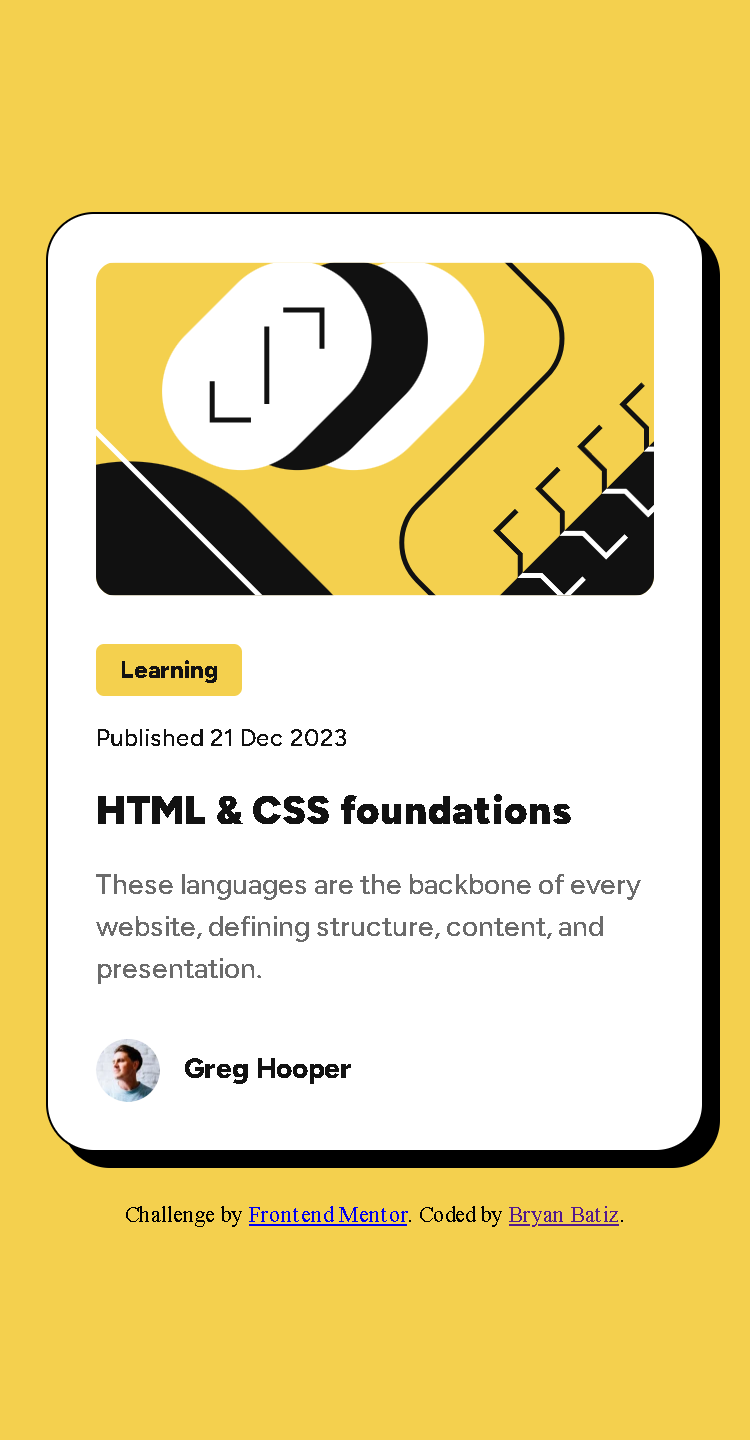 Learning
Published 21 Dec 2023
HTML & CSS foundations
These languages are the backbone of every
website, defining structure, content, and
presentation.
Greg Hooper
Challenge by Frontend Mentor. Coded by Bryan Batiz.